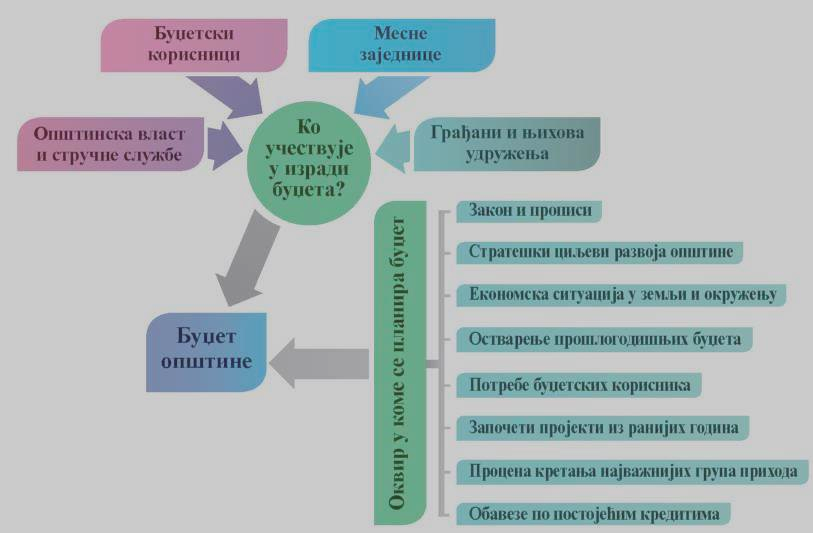 Буџетски
корисници
Месне
заједнице
Општинска власт
и стручне службе
Ко
учествује
у изради
буџета?
Грађани и њихова
удружења
Буџет
општине
Оквир у коме се планира буџет
Закон и прописи
Стратешки циљеви развоја општине
Економска ситуација у земљи и окружењу
Остварење прошлогодишњих буџета
Потребе буџетских корисника
Започети пројекти из ранијих година
Процена кретања најважнијих група прихода
Обавезе по постојећим кредитима